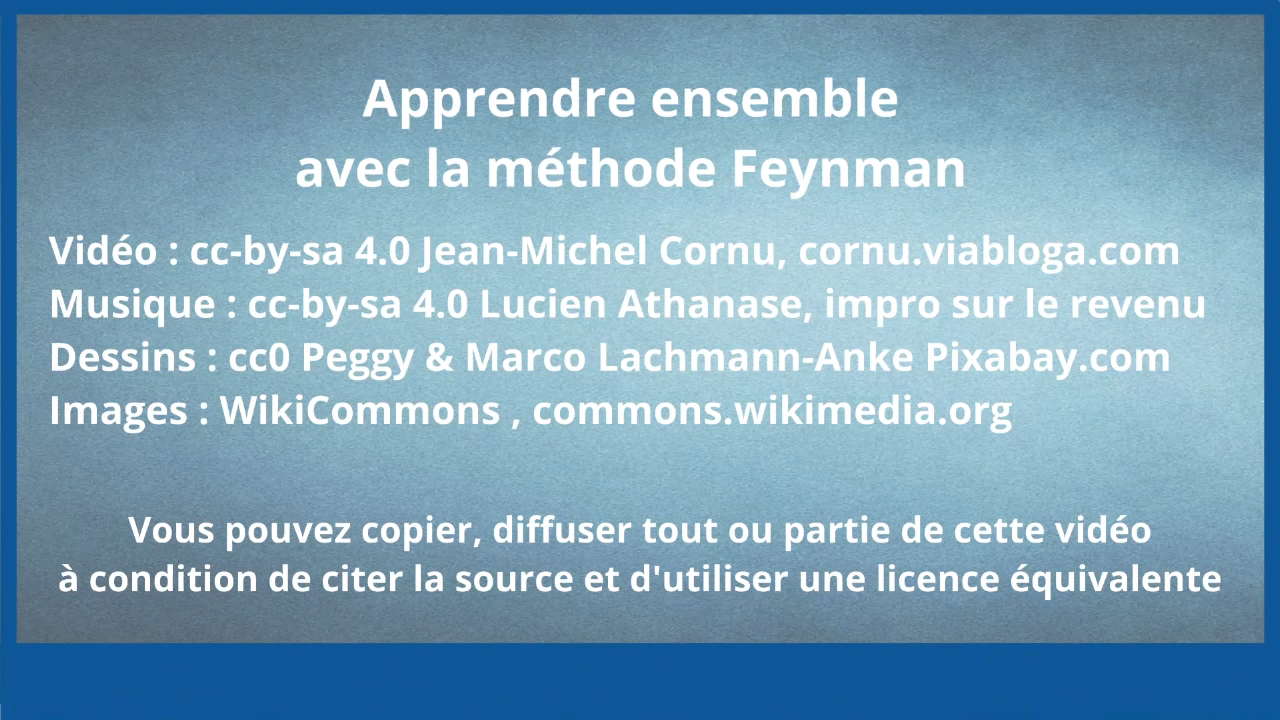 Apprendre ensemble
avec la méthode Feynman
Vidéo : cc-by-sa 4.0 Jean-Michel Cornu, cornu.viabloga.com
Musique : cc-by-sa 4.0 Lucien Athanase, impro sur le revenu
Dessins : cc0 Peggy & Marco Lachmann-Anke Pixabay.com
Images : WikiCommons , commons.wikimedia.org
Vous pouvez copier, diffuser tout ou partie de cette vidéo
à condition de citer la source et d'utiliser une licence équivalente